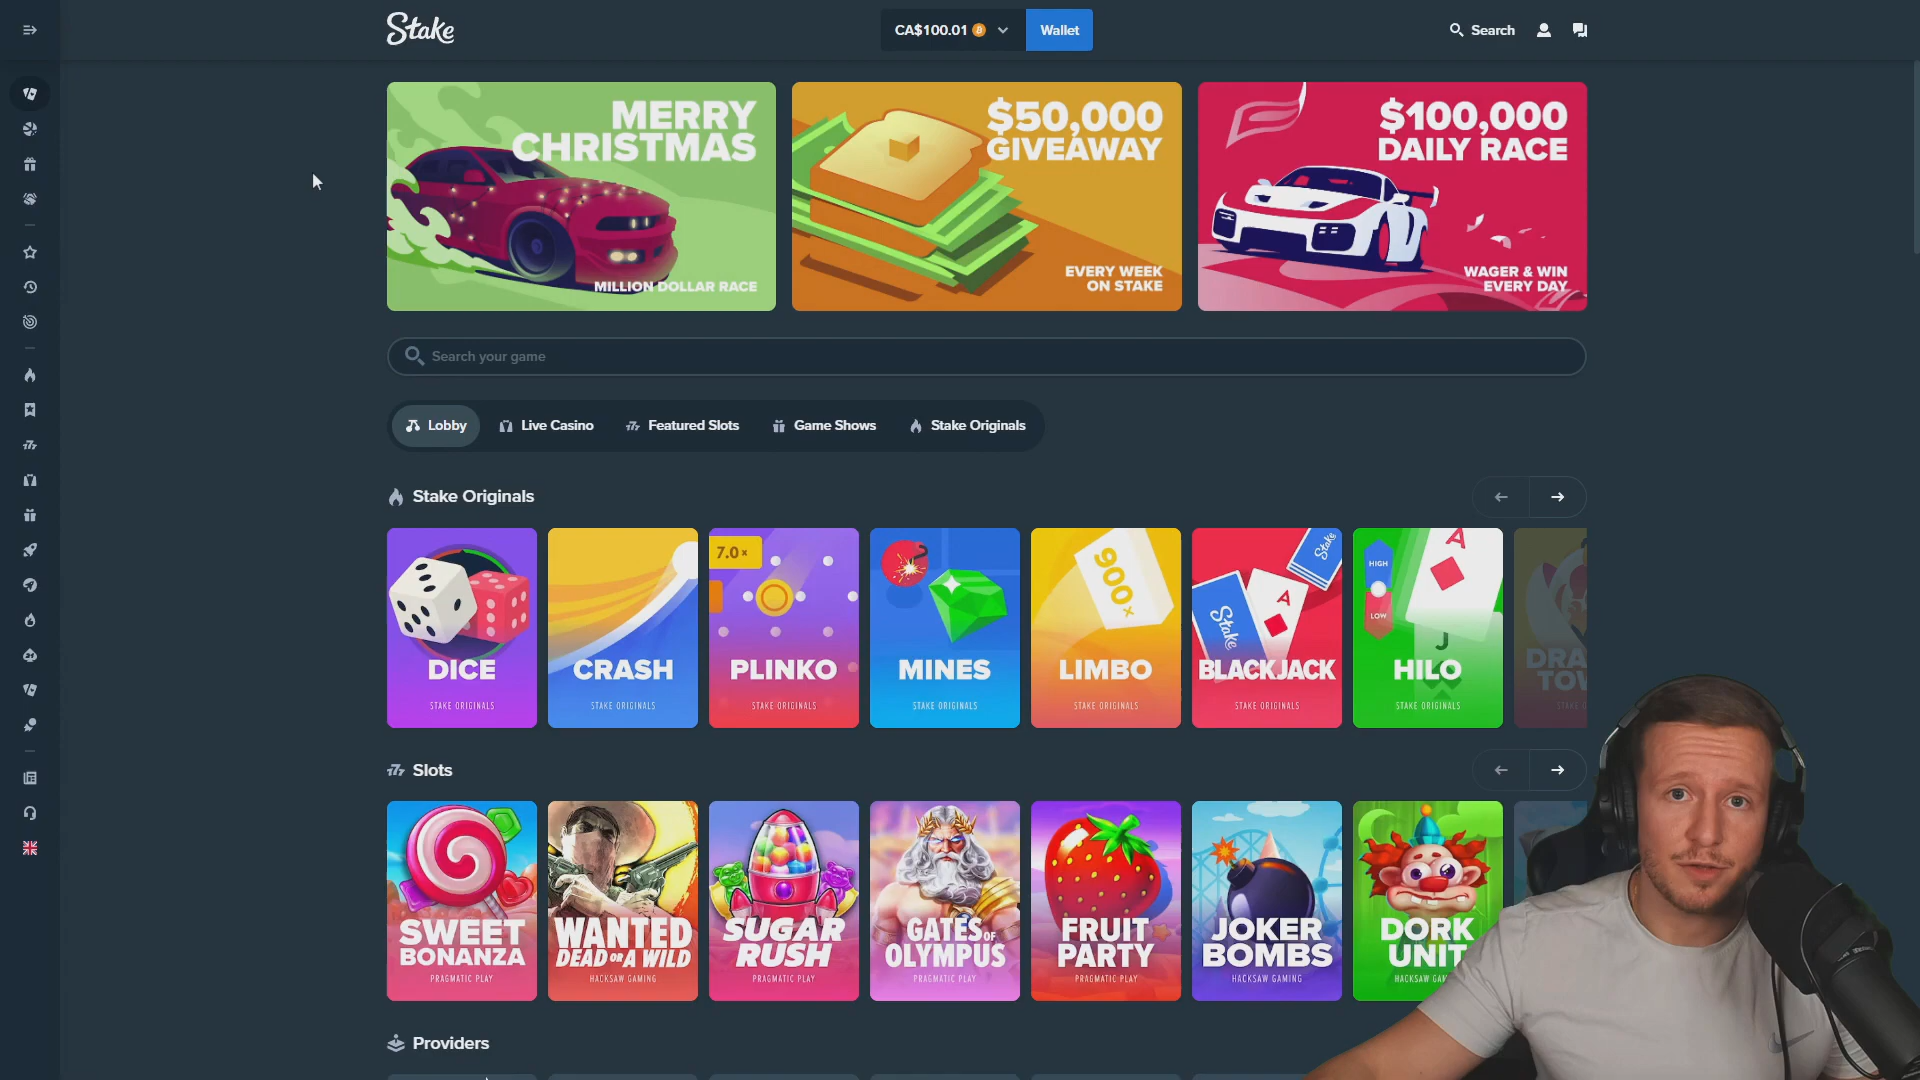 Stake
CA$100.01
Wallet
Search
MERRY
CHRISTMAS
MILLION DOLLAR RACE
$50,000
GIVEAWAY
EVERY WEEK
ON STAKE
$100,000
DAILY RACE
WAGER & WIN
EVERY DAY
Search your game
Lobby
Live Casino
Featured Slots
Game Shows
Stake Originals
Stake Originals
DICE
STAKE ORIGINALS
CRASH
STAKE ORIGINALS
7.0×
PLINKO
STAKE ORIGINALS
MINES
STAKE ORIGINALS
900×
LIMBO
STAKE ORIGINALS
Stake
Stake
A
BLACKJACK
STAKE ORIGINALS
HIGH
LOW
A
J
HILO
STAKE ORIGINALS
Slots
SWEET
BONANZA
PRAGMATIC PLAY
WANTED
DEAD OR A WILD
HACKSAW GAMING
SUGAR
RUSH
PRAGMATIC PLAY
GATES OF
OLYMPUS
PRAGMATIC PLAY
FRUIT
PARTY
PRAGMATIC PLAY
JOKER
BOMBS
HACKSAW GAMING
DORK
UNIT
HACKSAW
Providers